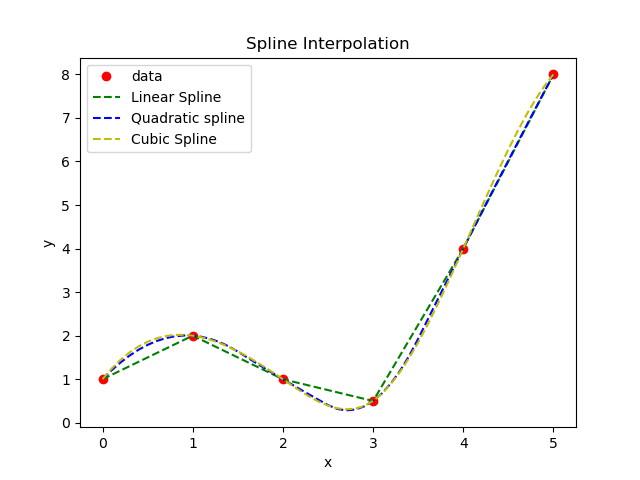 Spline Interpolation
data
Linear Spline
Quadratic spline
Cubic Spline
8
7
6
5
4
3
2
1
0
y
0 1 2 3 4 5
x